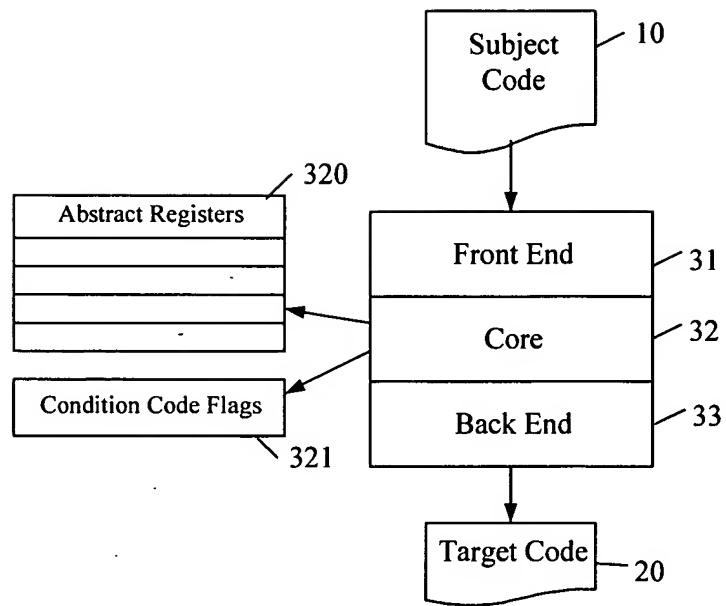 Subject
Code
10
320
Abstract Registers
Front End
31
Core
32
Condition Code Flags
Back End
33
321
Target Code
20